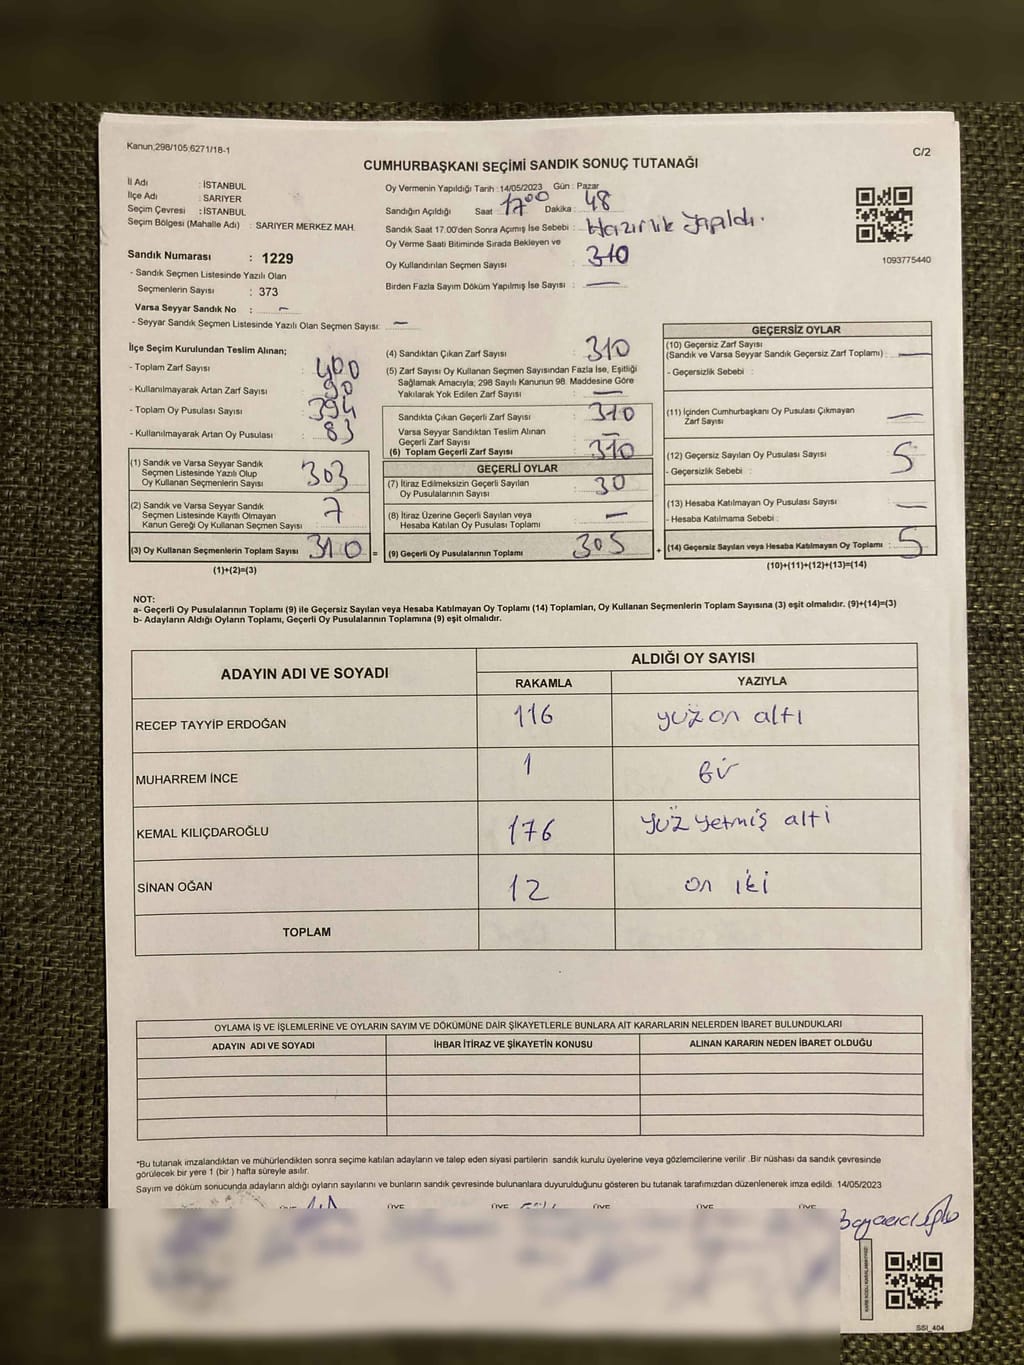 Kanun,298/105,6271/18-1
C/2
CUMHURBAŞKANI SEÇİMİ SANDIK SONUÇ TUTANAĞI
İl Adı : İSTANBUL
İlçe Adı : SARIYER
Seçim Çevresi : İSTANBUL
Seçim Bölgesi (Mahalle Adı) : SARIYER MERKEZ MAH.
Sandık Numarası : 1229
- Sandık Seçmen Listesinde Yazılı Olan
Seçmenlerin Sayısı : 373
Varsa Seyyar Sandık No : –
- Seyyar Sandık Seçmen Listesinde Yazılı Olan Seçmen Sayısı: –
Oy Vermenin Yapıldığı Tarih : 14/05/2023 Gün : Pazar
Sandığın Açıldığı Saat : 17 00 Dakika : 48
Sandık Saat 17.00'den Sonra Açımış İse Sebebi : Hazırlık yapıldı.
Oy Verme Saati Bitiminde Sırada Bekleyen ve
Oy Kullandırılan Seçmen Sayısı : 310
Birden Fazla Sayım Döküm Yapılmış İse Sayısı : —
1093775440
İlçe Seçim Kurulundan Teslim Alınan;
- Toplam Zarf Sayısı : 400
- Kullanılmayarak Artan Zarf Sayısı : 90
- Toplam Oy Pusulası Sayısı : 394
- Kullanılmayarak Artan Oy Pusulası : 83
(1) Sandık ve Varsa Seyyar Sandık
Seçmen Listesinde Yazılı Olup
Oy Kullanan Seçmenlerin Sayısı : 303
(2) Sandık ve Varsa Seyyar Sandık
Seçmen Listesinde Kayıtlı Olmayan
Kanun Gereği Oy Kullanan Seçmen Sayısı : 7
(3) Oy Kullanan Seçmenlerin Toplam Sayısı : 310 =
(1)+(2)=(3)
(4) Sandıktan Çıkan Zarf Sayısı : 310
(5) Zarf Sayısı Oy Kullanan Seçmen Sayısından Fazla İse, Eşitliği
Sağlamak Amacıyla; 298 Sayılı Kanunun 98. Maddesine Göre
Yakılarak Yok Edilen Zarf Sayısı : —
Sandıkta Çıkan Geçerli Zarf Sayısı : 310
Varsa Seyyar Sandıktan Teslim Alınan
Geçerli Zarf Sayısı : –
(6) Toplam Geçerli Zarf Sayısı : 310
GEÇERLİ OYLAR
(7) İtiraz Edilmeksizin Geçerli Sayılan
Oy Pusulalarının Sayısı : 30
(8) İtiraz Üzerine Geçerli Sayılan veya
Hesaba Katılan Oy Pusulası Toplamı : –
(9) Geçerli Oy Pusulalarının Toplamı : 305 +
GEÇERSİZ OYLAR
(10) Geçersiz Zarf Sayısı
(Sandık ve Varsa Seyyar Sandık Geçersiz Zarf Toplamı) : —
- Geçersizlik Sebebi :
(11) İçinden Cumhurbaşkanı Oy Pusulası Çıkmayan
Zarf Sayısı : —
(12) Geçersiz Sayılan Oy Pusulası Sayısı : 5
- Geçersizlik Sebebi :
(13) Hesaba Katılmayan Oy Pusulası Sayısı : —
- Hesaba Katılmama Sebebi :
(14) Geçersiz Sayılan veya Hesaba Katılmayan Oy Toplamı : 5
(10)+(11)+(12)+(13)=(14)
NOT:
a- Geçerli Oy Pusulalarının Toplamı (9) ile Geçersiz Sayılan veya Hesaba Katılmayan Oy Toplamı (14) Toplamları, Oy Kullanan Seçmenlerin Toplam Sayısına (3) eşit olmalıdır. (9)+(14)=(3)
b- Adayların Aldığı Oyların Toplamı, Geçerli Oy Pusulalarının Toplamına (9) eşit olmalıdır.
ADAYIN ADI VE SOYADI ALDIĞI OY SAYISI
RAKAMLA YAZIYLA
RECEP TAYYİP ERDOĞAN 116 yüz on altı
MUHARREM İNCE 1 bir
KEMAL KILIÇDAROĞLU 176 yüz yetmiş altı
SİNAN OĞAN 12 on iki
TOPLAM
OYLAMA İŞ VE İŞLEMLERİNE VE OYLARIN SAYIM VE DÖKÜMÜNE DAİR ŞİKAYETLERLE BUNLARA AİT KARARLARIN NELERDEN İBARET BULUNDUKLARI
ADAYIN ADI VE SOYADI İHBAR İTİRAZ VE ŞİKAYETİN KONUSU ALINAN KARARIN NEDEN İBARET OLDUĞU
*Bu tutanak imzalandıktan ve mühürlendikten sonra seçime katılan adayların ve talep eden siyasi partilerin sandık kurulu üyelerine veya gözlemcilerine verilir .Bir nüshası da sandık çevresinde
görülecek bir yere 1 (bir ) hafta süreyle asılır.
Sayım ve döküm sonucunda adayların aldığı oyların sayılarını ve bunların sandık çevresinde bulunanlara duyurulduğunu gösteren bu tutanak tarafımızdan düzenlenerek imza edildi. 14/05/2023
ÜYE ÜYE ÜYE ÜYE ÜYE ÜYE
SSİ_404